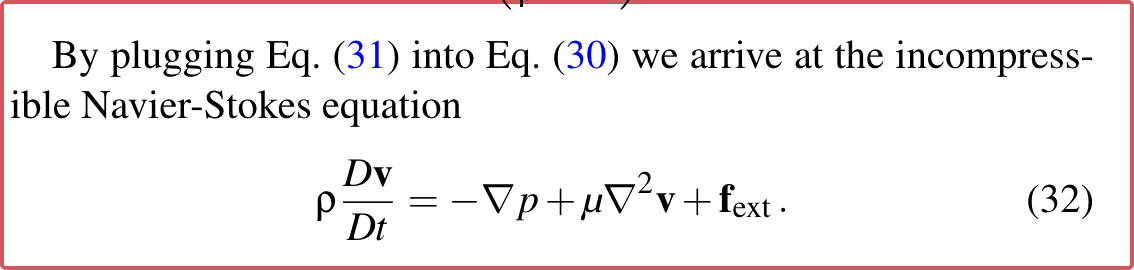 By plugging Eq. (31) into Eq. (30) we arrive at the incompress-
ible Navier-Stokes equation
ρ D𝐯/Dt = −∇p + μ∇²𝐯 + 𝐟_ext . (32)